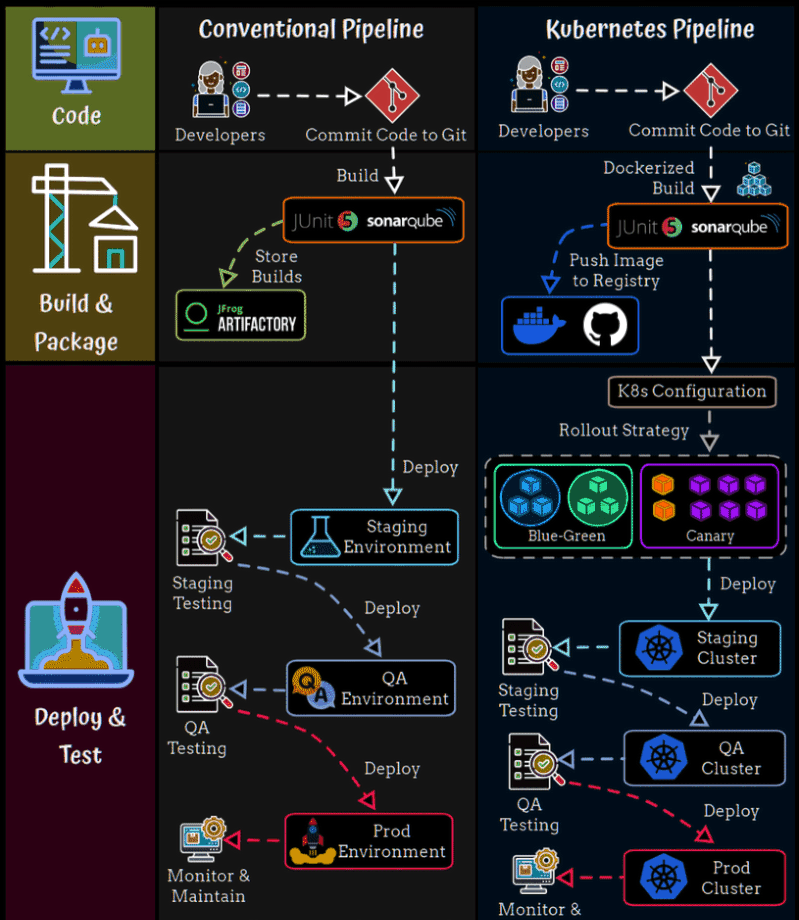 Conventional Pipeline
Kubernetes Pipeline
Code
Developers
Commit Code to Git
Developers
Commit Code to Git
Build &
Package
Build
JUnit 5 sonarqube
Store
Builds
JFrog
ARTIFACTORY
Dockerized
Build
JUnit 5 sonarqube
Push Image
to Registry
Deploy &
Test
Deploy
Staging
Environment
Staging
Testing
Deploy
Q
A
QA
Environment
QA
Testing
Deploy
Prod
Environment
Monitor &
Maintain
K8s Configuration
Rollout Strategy
Blue-Green
Canary
Deploy
Staging
Cluster
Staging
Testing
Deploy
QA
Cluster
QA
Testing
Deploy
Prod
Cluster
Monitor &